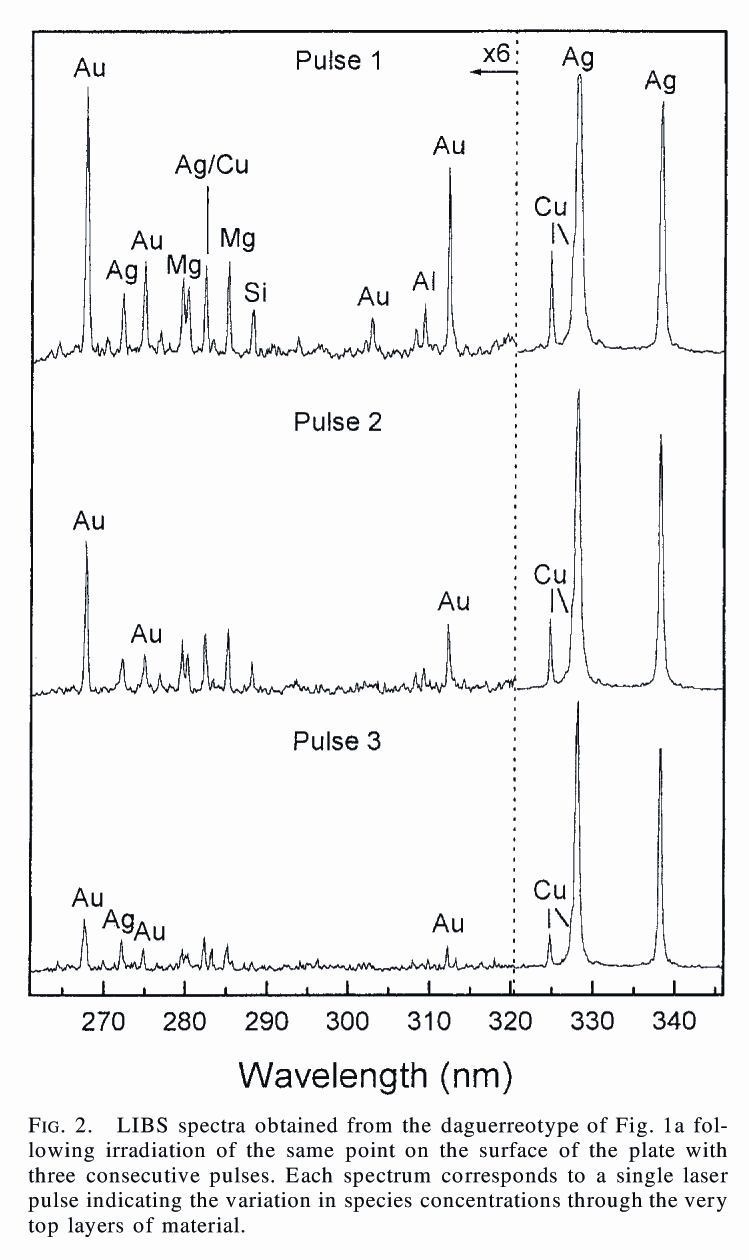 Pulse 1
x6
Au
Ag
Au
Mg
Ag/Cu
Mg
Si
Au
Al
Au
Cu
Ag
Ag
Pulse 2
Au
Au
Au
Cu
Pulse 3
Au
Ag
Au
Au
Cu
270 280 290 300 310 320 330 340
Wavelength (nm)
FIG. 2. LIBS spectra obtained from the daguerreotype of Fig. 1a fol-
lowing irradiation of the same point on the surface of the plate with
three consecutive pulses. Each spectrum corresponds to a single laser
pulse indicating the variation in species concentrations through the very
top layers of material.